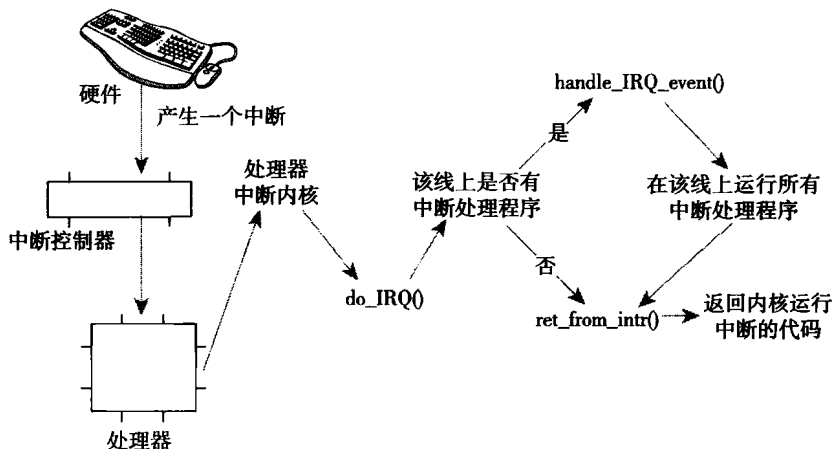 硬件
产生一个中断
中断控制器
处理器
处理器
中断内核
do_IRQ()
该线上是否有
中断处理程序
是
handle_IRQ_event()
在该线上运行所有
中断处理程序
否
ret_from_intr()
返回内核运行
中断的代码